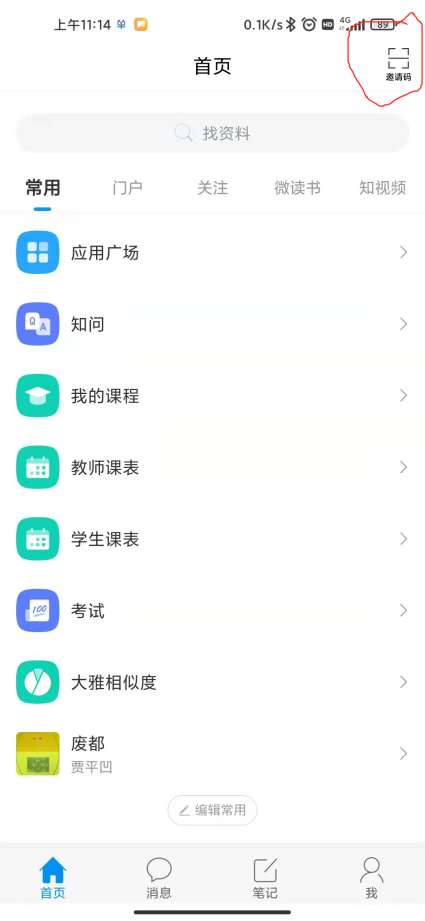 上午11:14
0.1K/s HD 4G 89
首页
邀请码
找资料
常用 门户 关注 微读书 知视频
应用广场
Q A 知问
我的课程
教师课表
学生课表
100 考试
大雅相似度
废都
贾平凹
编辑常用
首页 消息 笔记 我